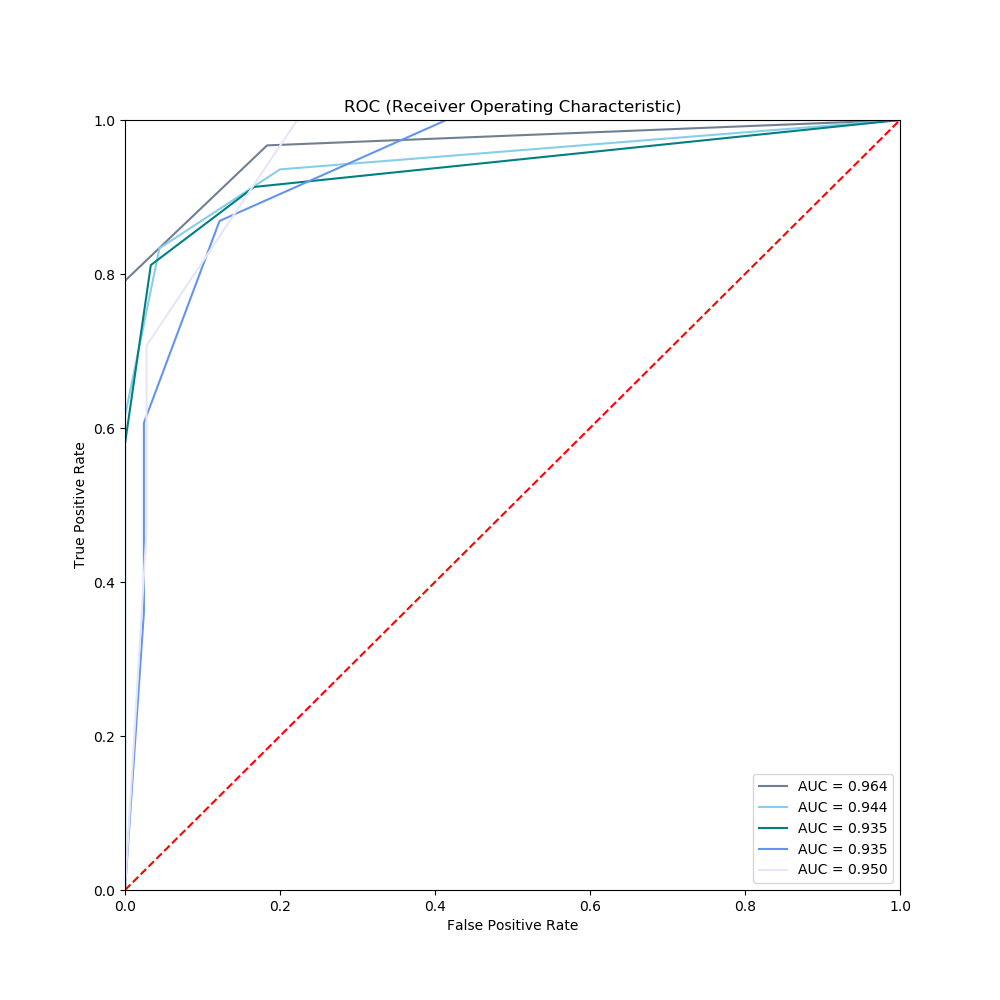 ROC (Receiver Operating Characteristic)
1.0
0.8
0.6
0.4
0.2
0.0
True Positive Rate
0.0 0.2 0.4 0.6 0.8 1.0
False Positive Rate
AUC = 0.964
AUC = 0.944
AUC = 0.935
AUC = 0.935
AUC = 0.950